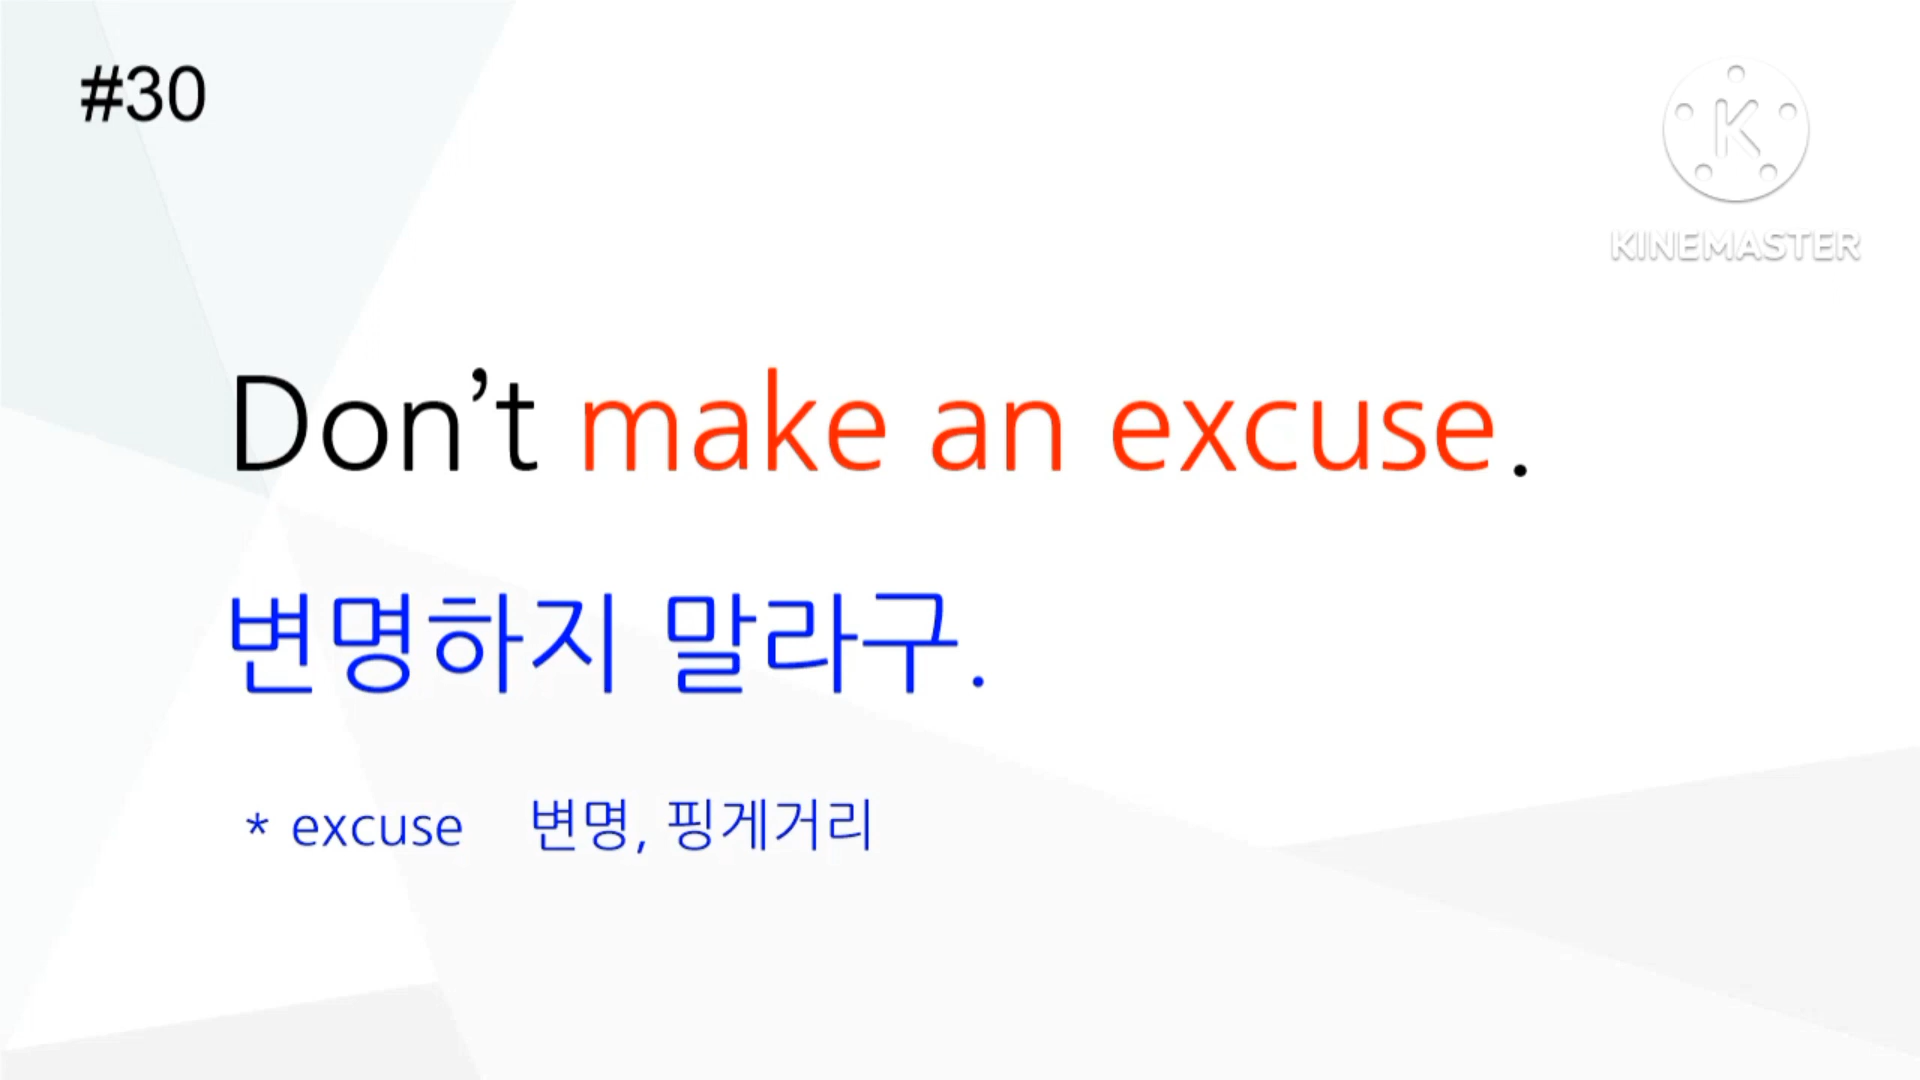 #30
K
KINEMASTER
Don’t make an excuse.
변명하지 말라구.
* excuse 변명, 핑게거리